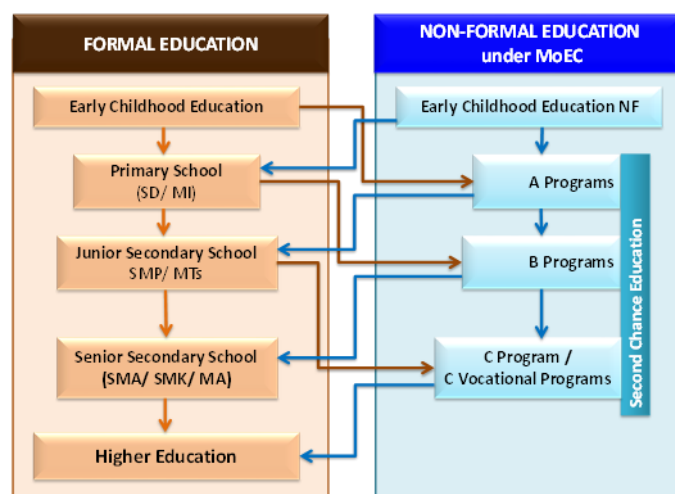 FORMAL EDUCATION
Early Childhood Education
Primary School
(SD/ MI)
Junior Secondary School
SMP/ MTs
Senior Secondary School
(SMA/ SMK/ MA)
Higher Education
NON-FORMAL EDUCATION
under MoEC
Early Childhood Education NF
A Programs
B Programs
C Program /
C Vocational Programs
Second Chance Education